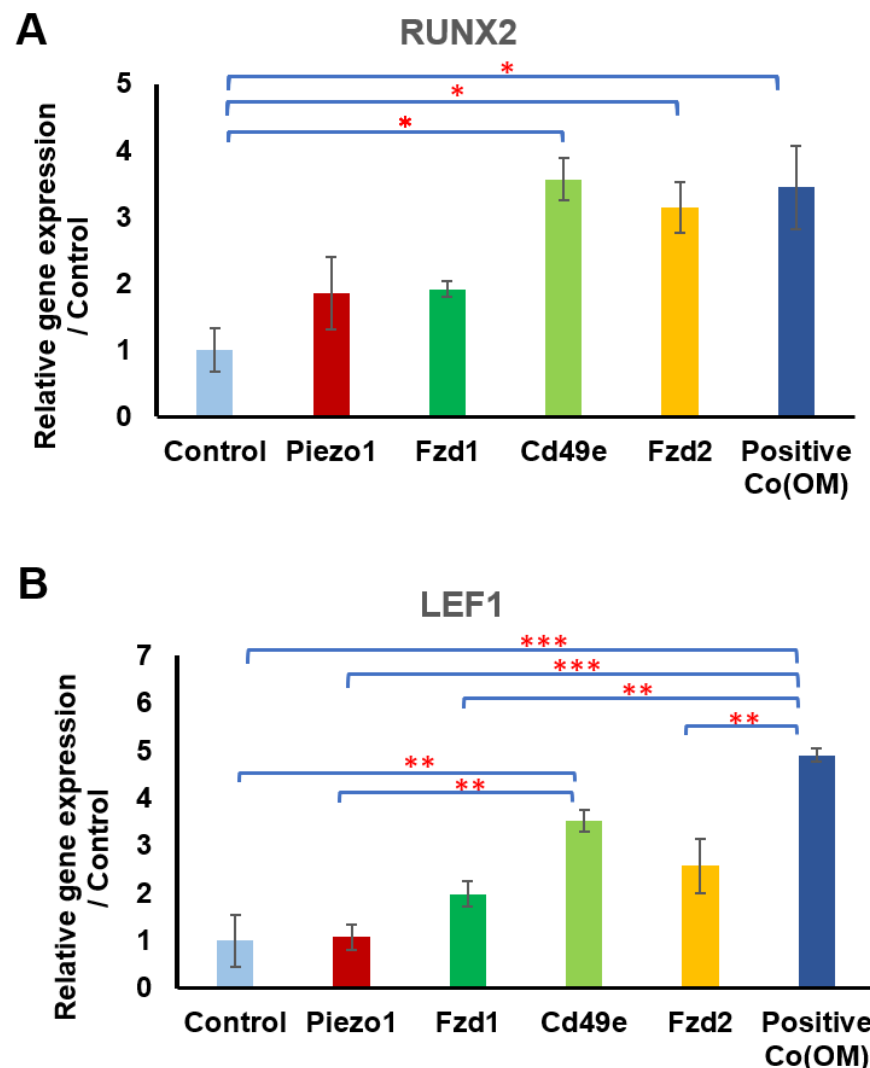 A
RUNX2
Relative gene expression
/ Control
5
4
3
2
1
0
*
*
*
Control Piezo1 Fzd1 Cd49e Fzd2 Positive
Co(OM)
B
LEF1
Relative gene expression
/ Control
7
6
5
4
3
2
1
0
***
***
**
**
**
**
Control Piezo1 Fzd1 Cd49e Fzd2 Positive
Co(OM)